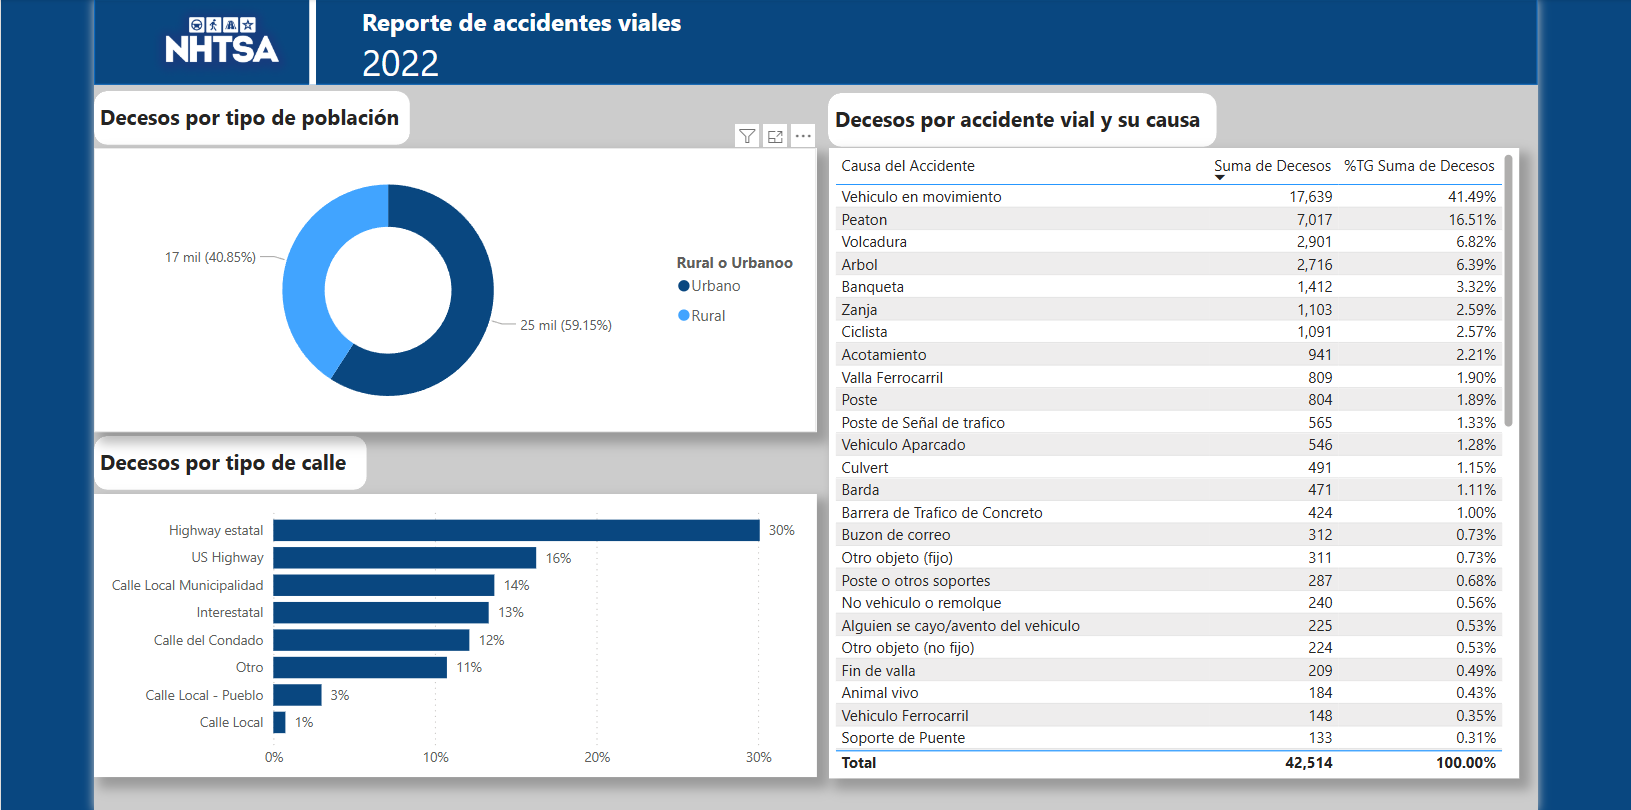 NHTSA
Reporte de accidentes viales
2022
Decesos por tipo de población
17 mil (40.85%)
25 mil (59.15%)
Rural o Urbanoo
Urbano
Rural
Decesos por tipo de calle
Highway estatal 30%
US Highway 16%
Calle Local Municipalidad 14%
Interestatal 13%
Calle del Condado 12%
Otro 11%
Calle Local - Pueblo 3%
Calle Local 1%
0% 10% 20% 30%
Decesos por accidente vial y su causa
Causa del Accidente Suma de Decesos %TG Suma de Decesos
Vehiculo en movimiento 17,639 41.49%
Peaton 7,017 16.51%
Volcadura 2,901 6.82%
Arbol 2,716 6.39%
Banqueta 1,412 3.32%
Zanja 1,103 2.59%
Ciclista 1,091 2.57%
Acotamiento 941 2.21%
Valla Ferrocarril 809 1.90%
Poste 804 1.89%
Poste de Señal de trafico 565 1.33%
Vehiculo Aparcado 546 1.28%
Culvert 491 1.15%
Barda 471 1.11%
Barrera de Trafico de Concreto 424 1.00%
Buzon de correo 312 0.73%
Otro objeto (fijo) 311 0.73%
Poste o otros soportes 287 0.68%
No vehiculo o remolque 240 0.56%
Alguien se cayo/avento del vehiculo 225 0.53%
Otro objeto (no fijo) 224 0.53%
Fin de valla 209 0.49%
Animal vivo 184 0.43%
Vehiculo Ferrocarril 148 0.35%
Soporte de Puente 133 0.31%
Total 42,514 100.00%